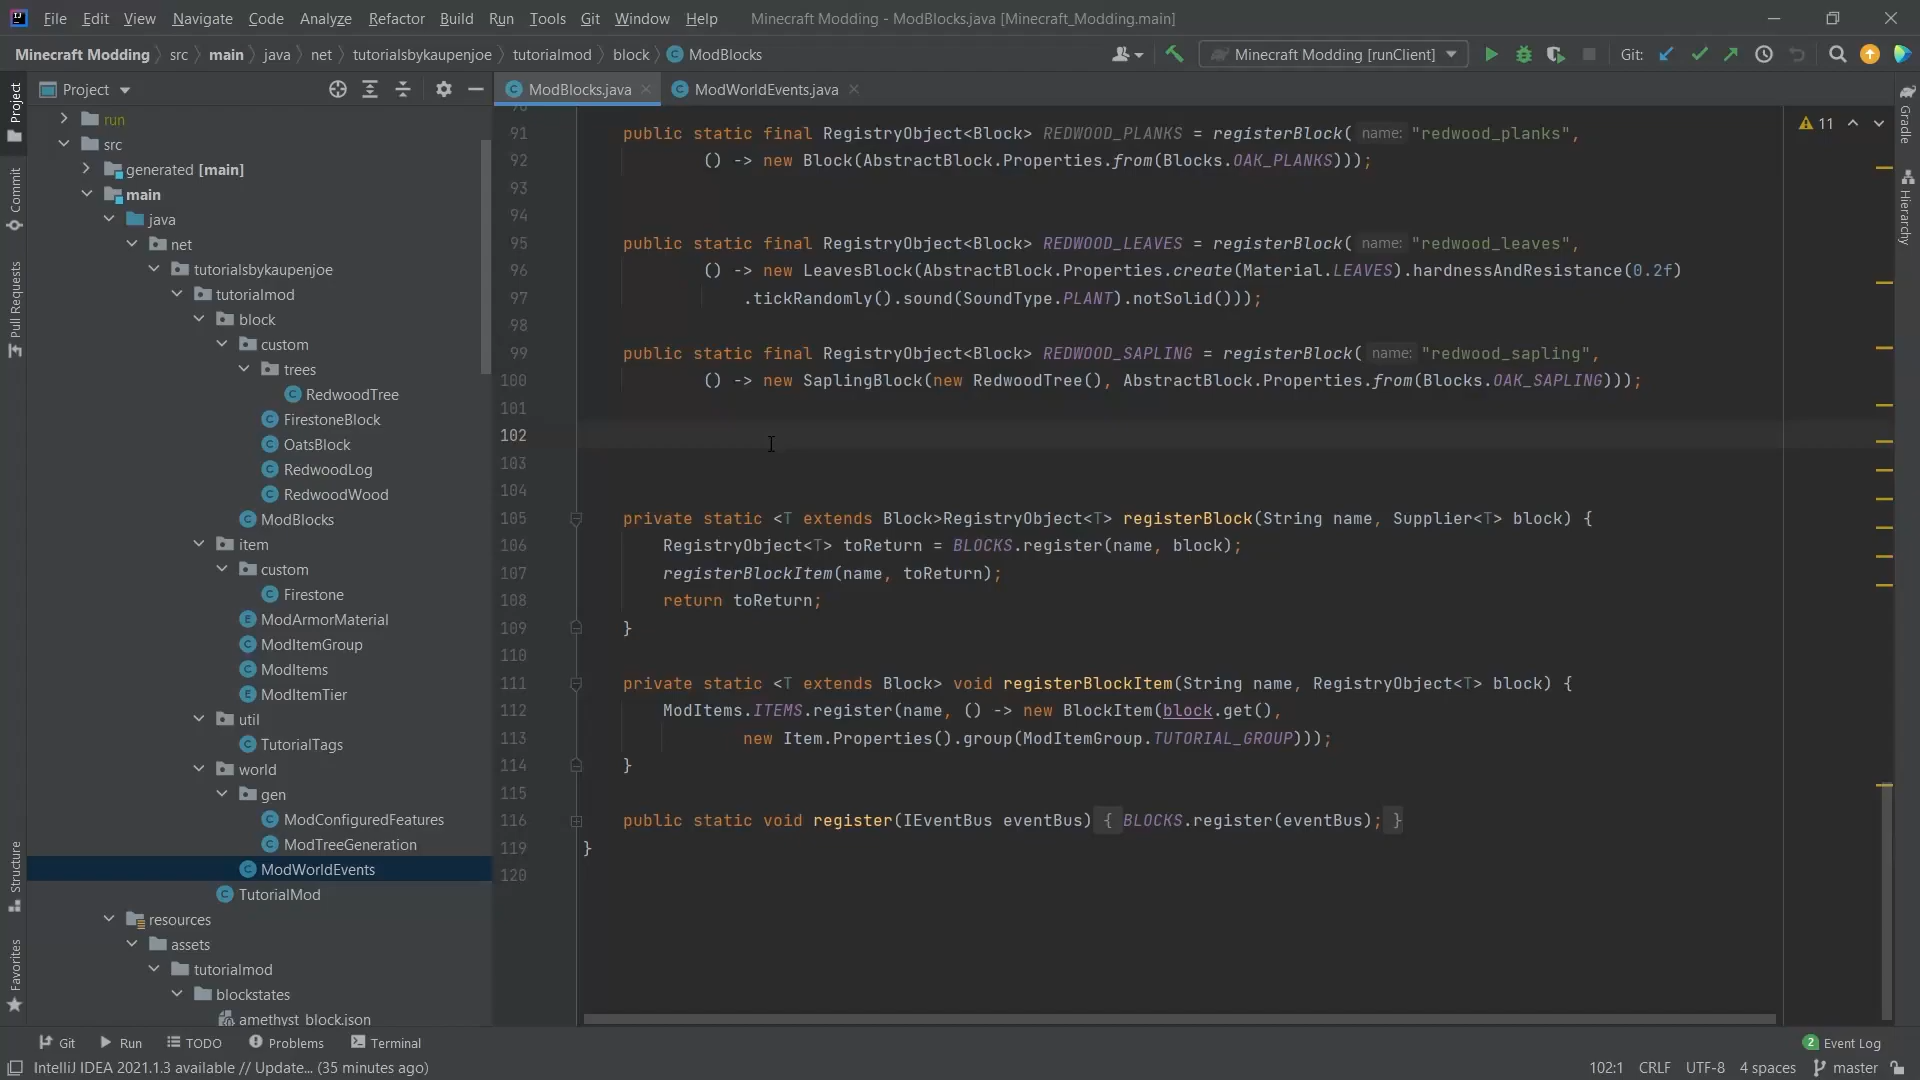 File Edit View Navigate Code Analyze Refactor Build Run Tools Git Window Help Minecraft Modding - ModBlocks.java [Minecraft_Modding.main]
Minecraft Modding src main java net tutorialsbykaupenjoe tutorialmod block ModBlocks Minecraft Modding [runClient] Git:
Project
ModBlocks.java ModWorldEvents.java
Project
Commit
Pull Requests
Structure
Favorites
run
src
generated [main]
main
java
net
tutorialsbykaupenjoe
tutorialmod
block
custom
trees
RedwoodTree
FirestoneBlock
OatsBlock
RedwoodLog
RedwoodWood
ModBlocks
item
custom
Firestone
ModArmorMaterial
ModItemGroup
ModItems
ModItemTier
util
TutorialTags
world
gen
ModConfiguredFeatures
ModTreeGeneration
ModWorldEvents
TutorialMod
resources
assets
tutorialmod
blockstates
amethyst_block.json
90
91 public static final RegistryObject<Block> REDWOOD_PLANKS = registerBlock( name: "redwood_planks",
92 () -> new Block(AbstractBlock.Properties.from(Blocks.OAK_PLANKS)));
93
94
95 public static final RegistryObject<Block> REDWOOD_LEAVES = registerBlock( name: "redwood_leaves",
96 () -> new LeavesBlock(AbstractBlock.Properties.create(Material.LEAVES).hardnessAndResistance(0.2f)
97 .tickRandomly().sound(SoundType.PLANT).notSolid()));
98
99 public static final RegistryObject<Block> REDWOOD_SAPLING = registerBlock( name: "redwood_sapling",
100 () -> new SaplingBlock(new RedwoodTree(), AbstractBlock.Properties.from(Blocks.OAK_SAPLING)));
101
102
103
104
105 private static <T extends Block>RegistryObject<T> registerBlock(String name, Supplier<T> block) {
106 RegistryObject<T> toReturn = BLOCKS.register(name, block);
107 registerBlockItem(name, toReturn);
108 return toReturn;
109 }
110
111 private static <T extends Block> void registerBlockItem(String name, RegistryObject<T> block) {
112 ModItems.ITEMS.register(name, () -> new BlockItem(block.get(),
113 new Item.Properties().group(ModItemGroup.TUTORIAL_GROUP)));
114 }
115
116 public static void register(IEventBus eventBus) { BLOCKS.register(eventBus); }
119 }
120
11
Gradle
Hierarchy
Git Run TODO Problems Terminal 2 Event Log
IntelliJ IDEA 2021.1.3 available // Update... (35 minutes ago) 102:1 CRLF UTF-8 4 spaces master